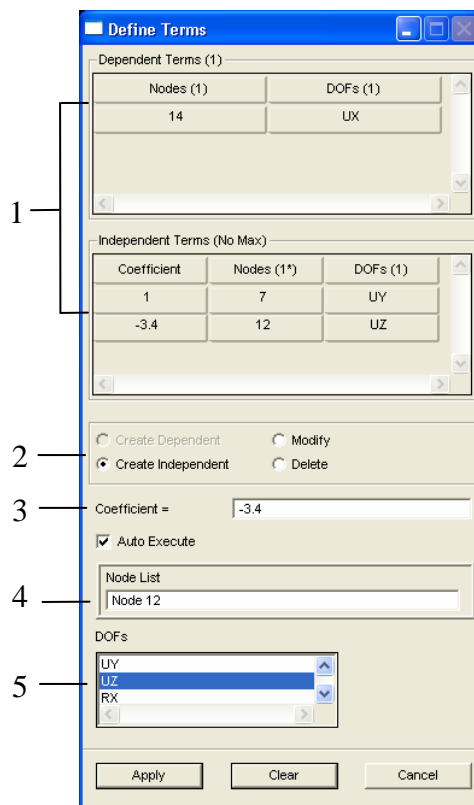 Define Terms
Dependent Terms (1)
Nodes (1) DOFs (1)
14 UX
1
Independent Terms (No Max)
Coefficient Nodes (1*) DOFs (1)
1 7 UY
-3.4 12 UZ
2
Create Dependent Modify
Create Independent Delete
3 Coefficient = -3.4
Auto Execute
4
Node List
Node 12
DOFs
5
UY
UZ
RX
Apply Clear Cancel